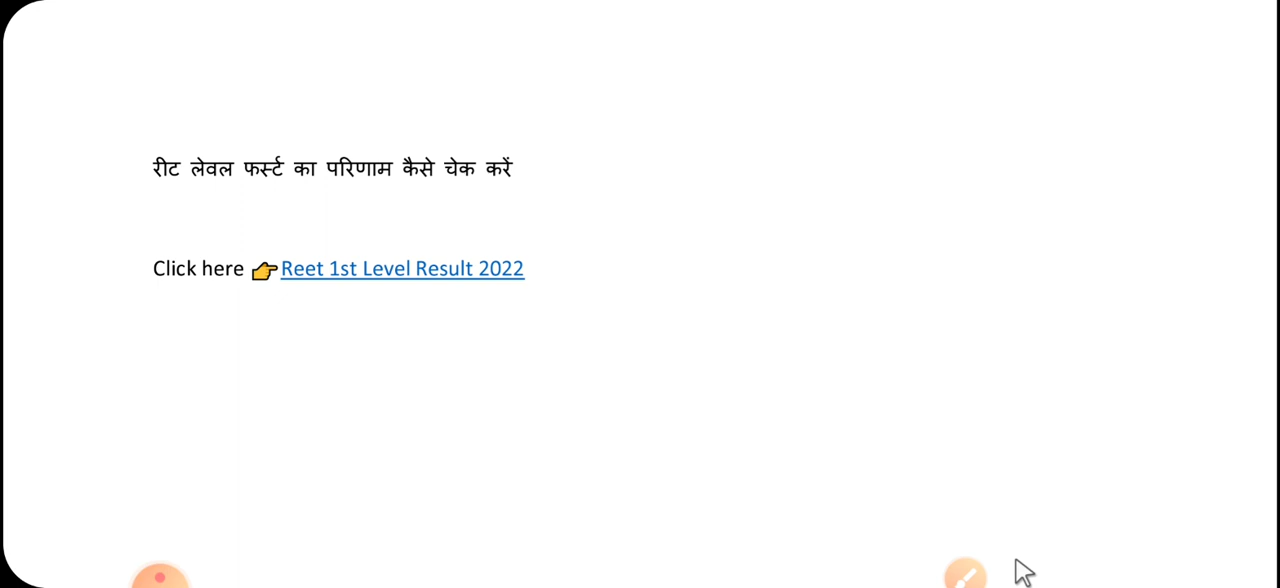 रीट लेवल फर्स्ट का परिणाम कैसे चेक करें
Click here 👉Reet 1st Level Result 2022